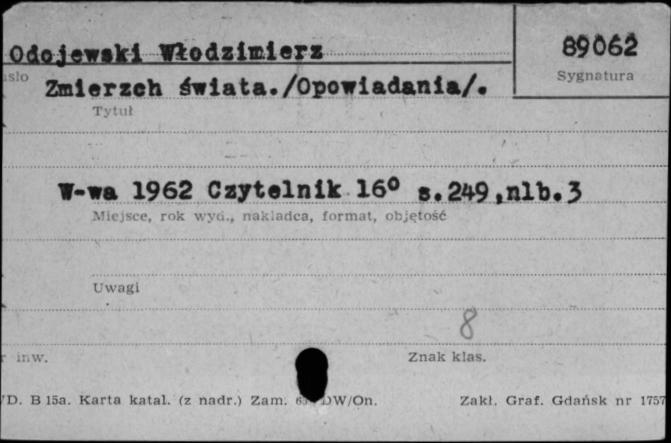 Odojewski Włodzimierz
89062
Sygnatura
Zmierzch świata./Opowiadania/.
Tytuł
W-wa 1962 Czytelnik 16° s.249,nlb.3
Miejsce, rok wyd., nakładca, format, objętość
Uwagi
8
inw.
Znak klas.
B 15a. Karta katal. (z nadr.) Zam. DW/On.
Zakł. Graf. Gdańsk nr 1757